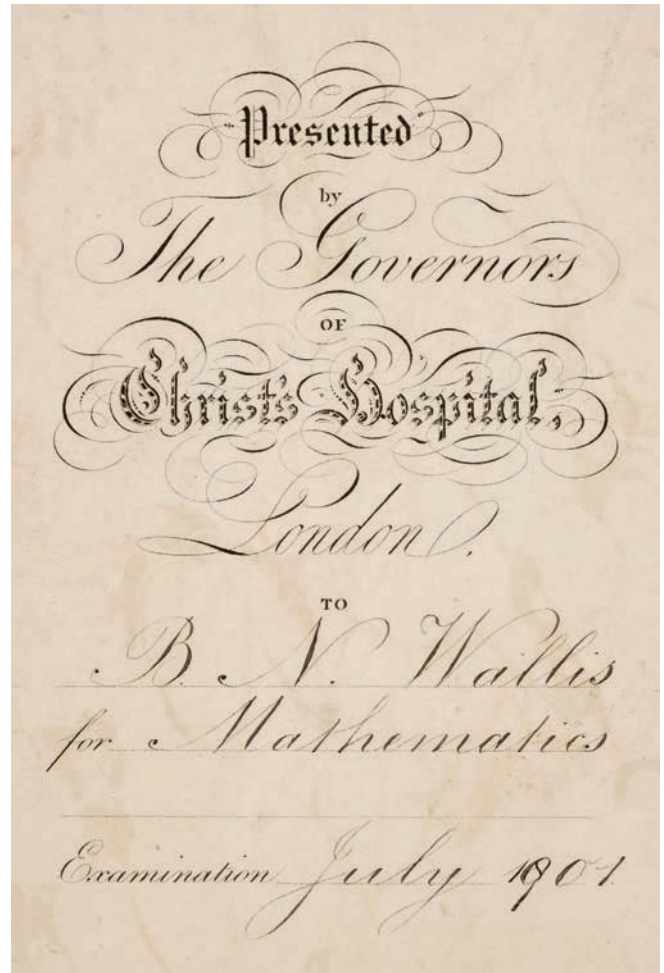 Presented
by
The Governors
OF
Christ's Hospital,
London.
TO
B. N. Wallis
for Mathematics
Examination July 1901.